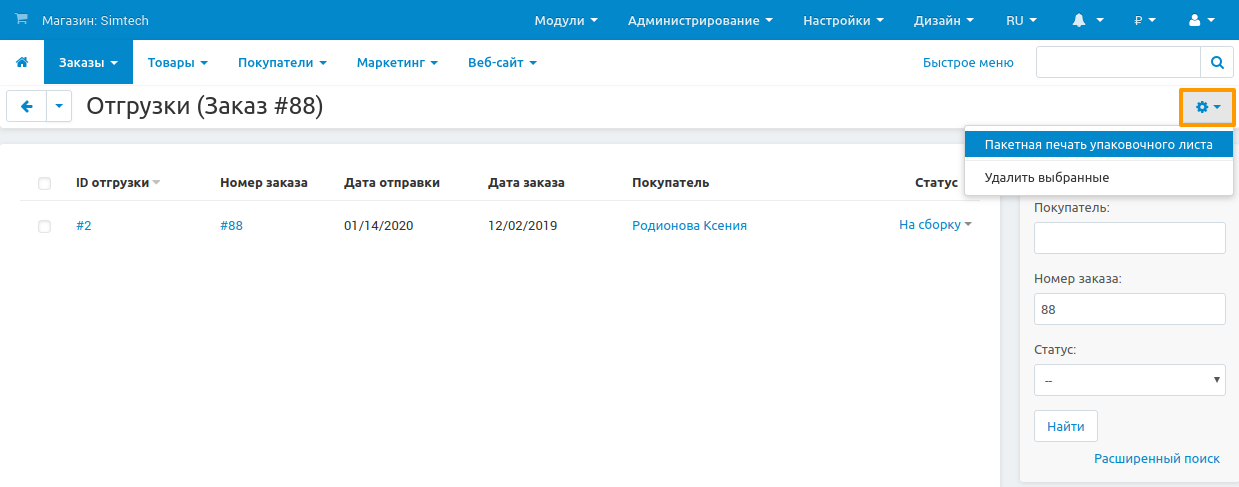 Магазин: Simtech Модули Администрирование Настройки Дизайн RU ₽
Заказы Товары Покупатели Маркетинг Веб-сайт Быстрое меню
Отгрузки (Заказ #88)
Пакетная печать упаковочного листа
Удалить выбранные
ID отгрузки Номер заказа Дата отправки Дата заказа Покупатель Статус
#2 #88 01/14/2020 12/02/2019 Родионова Ксения На сборку
Покупатель:
Номер заказа:
88
Статус:
--
Найти
Расширенный поиск